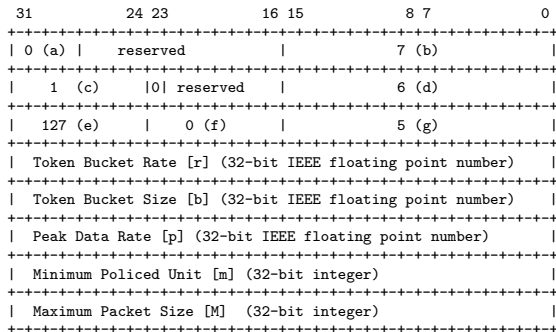 31 24 23 16 15 8 7 0
+-+-+-+-+-+-+-+-+-+-+-+-+-+-+-+-+-+-+-+-+-+-+-+-+-+-+-+-+-+-+-+-+
| 0 (a) | reserved | 7 (b) |
+-+-+-+-+-+-+-+-+-+-+-+-+-+-+-+-+-+-+-+-+-+-+-+-+-+-+-+-+-+-+-+-+
| 1 (c) |0| reserved | 6 (d) |
+-+-+-+-+-+-+-+-+-+-+-+-+-+-+-+-+-+-+-+-+-+-+-+-+-+-+-+-+-+-+-+-+
| 127 (e) | 0 (f) | 5 (g) |
+-+-+-+-+-+-+-+-+-+-+-+-+-+-+-+-+-+-+-+-+-+-+-+-+-+-+-+-+-+-+-+-+
| Token Bucket Rate [r] (32-bit IEEE floating point number) |
+-+-+-+-+-+-+-+-+-+-+-+-+-+-+-+-+-+-+-+-+-+-+-+-+-+-+-+-+-+-+-+-+
| Token Bucket Size [b] (32-bit IEEE floating point number) |
+-+-+-+-+-+-+-+-+-+-+-+-+-+-+-+-+-+-+-+-+-+-+-+-+-+-+-+-+-+-+-+-+
| Peak Data Rate [p] (32-bit IEEE floating point number) |
+-+-+-+-+-+-+-+-+-+-+-+-+-+-+-+-+-+-+-+-+-+-+-+-+-+-+-+-+-+-+-+-+
| Minimum Policed Unit [m] (32-bit integer) |
+-+-+-+-+-+-+-+-+-+-+-+-+-+-+-+-+-+-+-+-+-+-+-+-+-+-+-+-+-+-+-+-+
| Maximum Packet Size [M] (32-bit integer) |
+-+-+-+-+-+-+-+-+-+-+-+-+-+-+-+-+-+-+-+-+-+-+-+-+-+-+-+-+-+-+-+-+